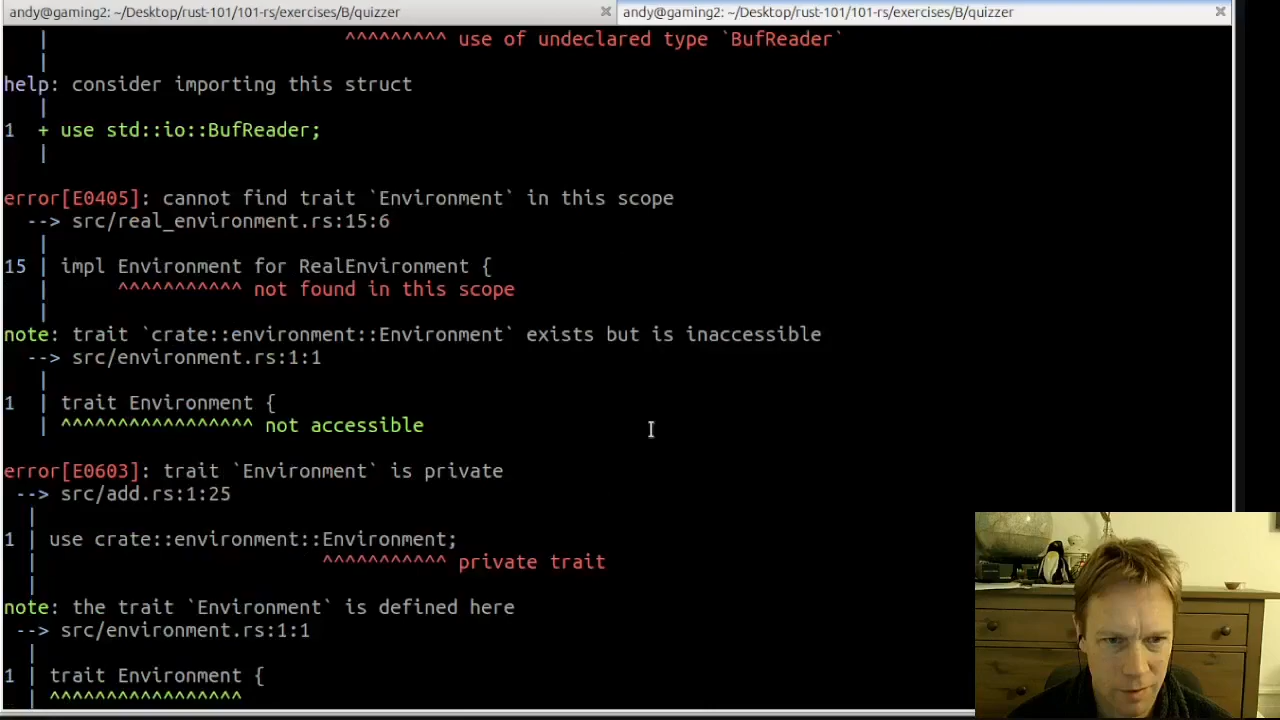 andy@gaming2: ~/Desktop/rust-101/101-rs/exercises/B/quizzer
andy@gaming2: ~/Desktop/rust-101/101-rs/exercises/B/quizzer
| ^^^^^^^^^ use of undeclared type `BufReader`
|
help: consider importing this struct
|
1 + use std::io::BufReader;
|
error[E0405]: cannot find trait `Environment` in this scope
--> src/real_environment.rs:15:6
|
15 | impl Environment for RealEnvironment {
| ^^^^^^^^^^^ not found in this scope
|
note: trait `crate::environment::Environment` exists but is inaccessible
--> src/environment.rs:1:1
|
1 | trait Environment {
| ^^^^^^^^^^^^^^^^^ not accessible
error[E0603]: trait `Environment` is private
--> src/add.rs:1:25
|
1 | use crate::environment::Environment;
| ^^^^^^^^^^^ private trait
|
note: the trait `Environment` is defined here
--> src/environment.rs:1:1
|
1 | trait Environment {
| ^^^^^^^^^^^^^^^^^